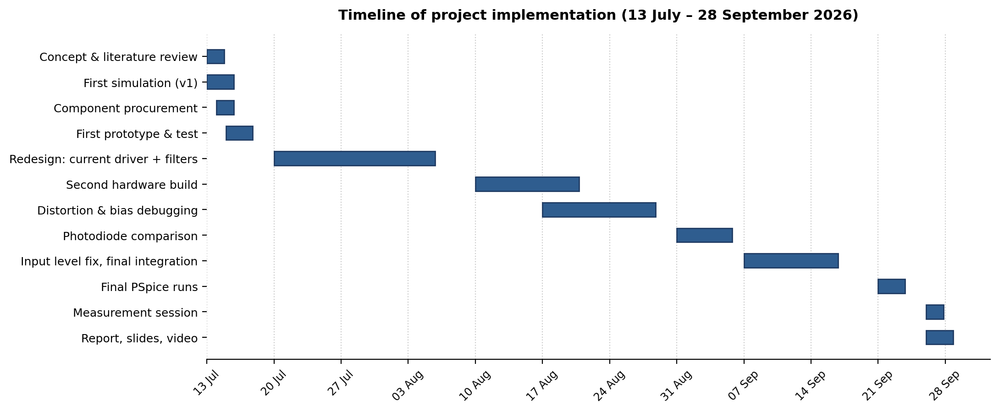 Timeline of project implementation (13 July – 28 September 2026)
Concept & literature review
First simulation (v1)
Component procurement
First prototype & test
Redesign: current driver + filters
Second hardware build
Distortion & bias debugging
Photodiode comparison
Input level fix, final integration
Final PSpice runs
Measurement session
Report, slides, video
13 Jul
20 Jul
27 Jul
03 Aug
10 Aug
17 Aug
24 Aug
31 Aug
07 Sep
14 Sep
21 Sep
28 Sep